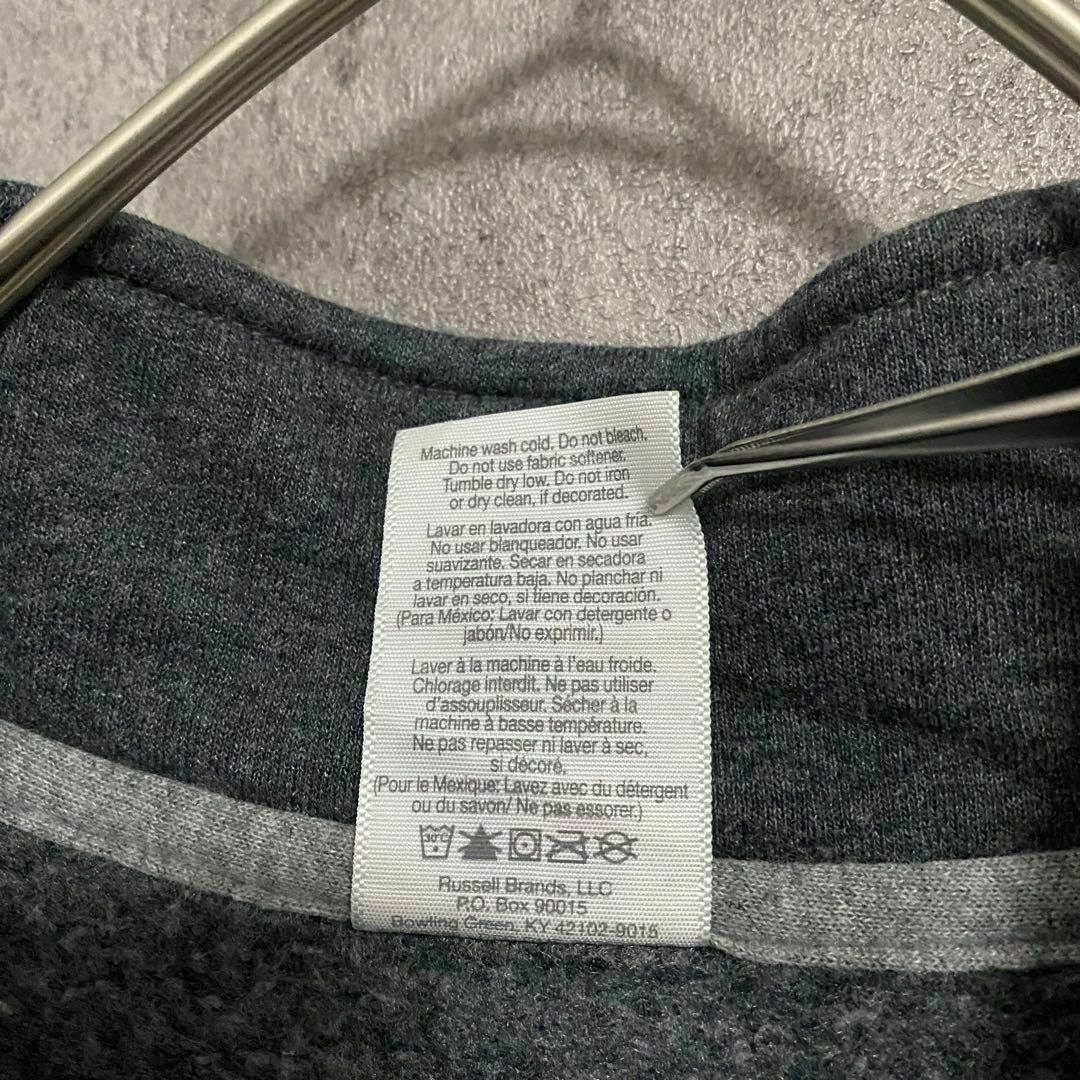 Machine wash cold. Do not bleach.
Do not use fabric softener.
Tumble dry low. Do not iron
or dry clean, if decorated.
Lavar en lavadora con agua fria.
No usar blanqueador. No usar
suavizante. Secar en secadora
a temperatura baja. No planchar ni
lavar en seco, si tiene decoración.
(Para México: Lavar con detergente o
jabón/No exprimir.)
Laver à la machine à l'eau froide.
Chlorage interdit. Ne pas utiliser
d'assouplisseur. Sécher à la
machine à basse température.
Ne pas repasser ni laver à sec,
si décoré.
(Pour le Mexique: Lavez avec du détergent
ou du savon/ Ne pas essorer.)
30°C
Russell Brands, LLC
P.O. Box 90015
Bowling Green, KY 42102-9015